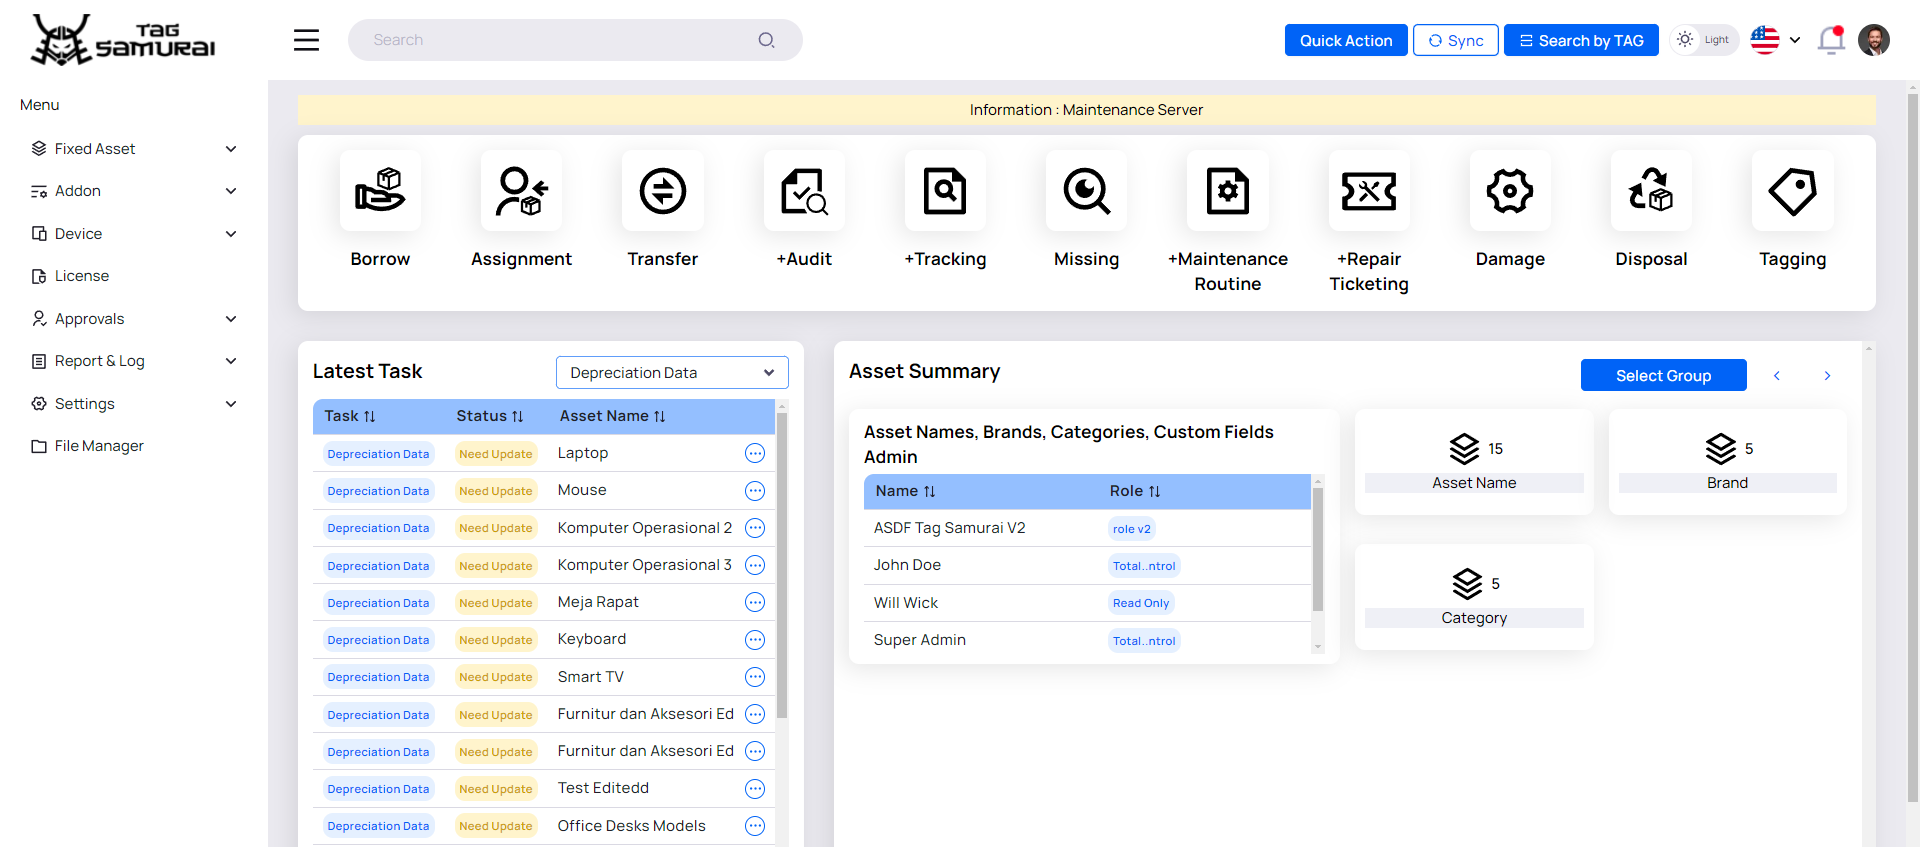 TAG
SAMURAI
Search
Quick Action
Sync
Search by TAG
Light
Menu
Fixed Asset
Addon
Device
License
Approvals
Report & Log
Settings
File Manager
Information : Maintenance Server
Borrow
Assignment
Transfer
+Audit
+Tracking
Missing
+Maintenance
Routine
+Repair
Ticketing
Damage
Disposal
Tagging
Latest Task
Depreciation Data
Task Status Asset Name
Depreciation Data Need Update Laptop
Depreciation Data Need Update Mouse
Depreciation Data Need Update Komputer Operasional 2
Depreciation Data Need Update Komputer Operasional 3
Depreciation Data Need Update Meja Rapat
Depreciation Data Need Update Keyboard
Depreciation Data Need Update Smart TV
Depreciation Data Need Update Furnitur dan Aksesori Ed
Depreciation Data Need Update Furnitur dan Aksesori Ed
Depreciation Data Need Update Test Editedd
Depreciation Data Need Update Office Desks Models
Asset Summary
Select Group
Asset Names, Brands, Categories, Custom Fields
Admin
Name Role
ASDF Tag Samurai V2 role v2
John Doe Total..ntrol
Will Wick Read Only
Super Admin Total..ntrol
15
Asset Name
5
Brand
5
Category